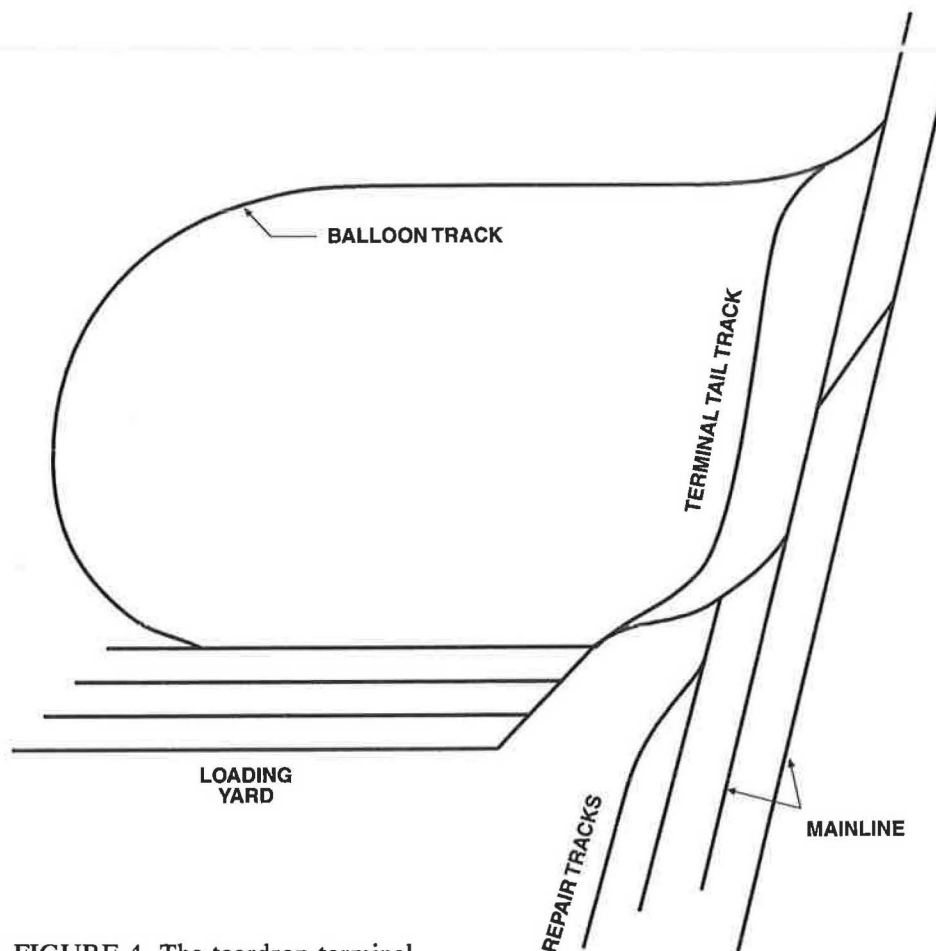 BALLOON TRACK
TERMINAL TAIL TRACK
LOADING
YARD
REPAIR TRACKS
MAINLINE
FIGURE 4 The teardrop terminal